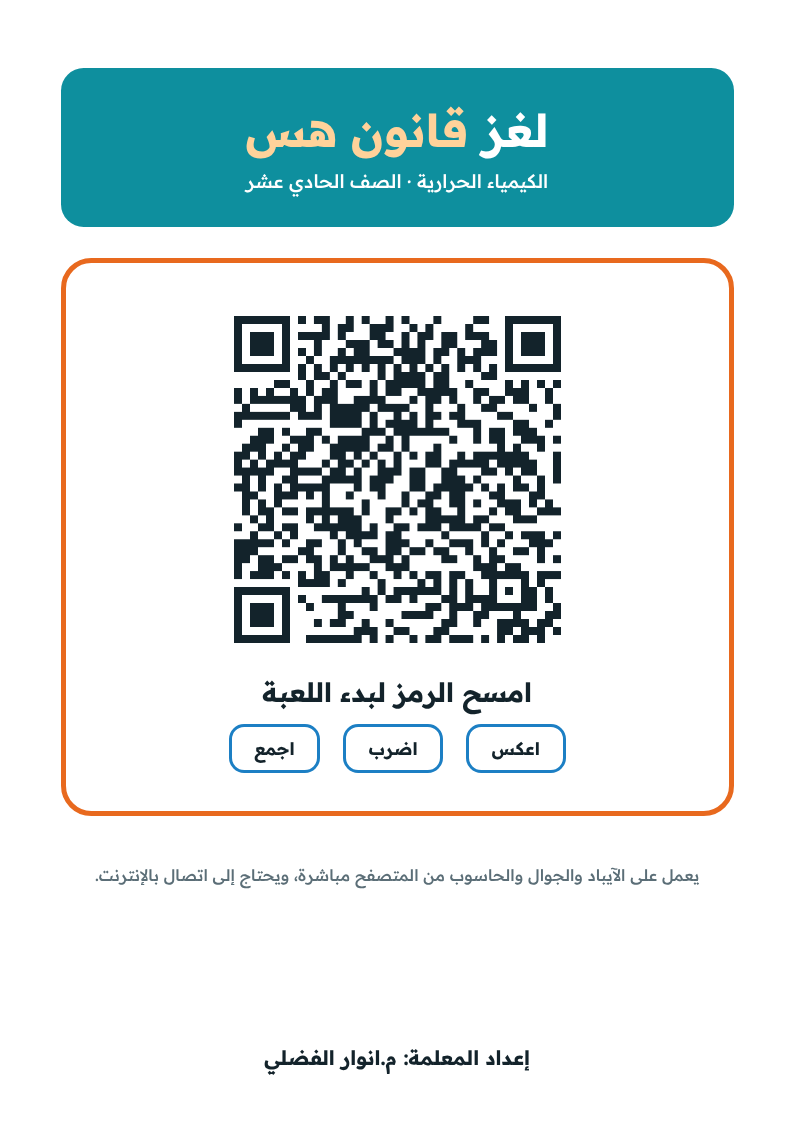 لغز قانون هس
الكيمياء الحرارية · الصف الحادي عشر
امسح الرمز لبدء اللعبة
اعكس
اضرب
اجمع
يعمل على الآيباد والجوال والحاسوب من المتصفح مباشرة، ويحتاج إلى اتصال بالإنترنت.
إعداد المعلمة: م.انوار الفضلي